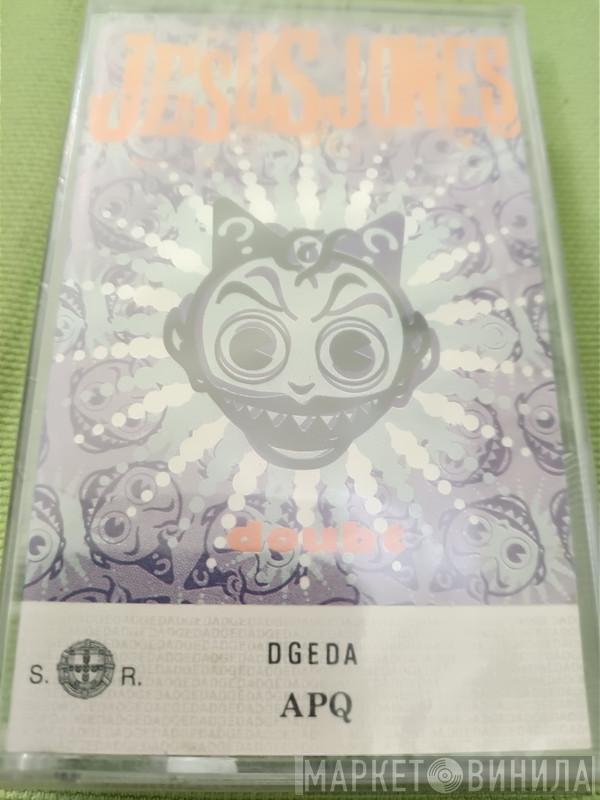 JESUS JONES
doubt
DGEDA
S. R.
APQ
МАРКЕТ ВИНИЛА